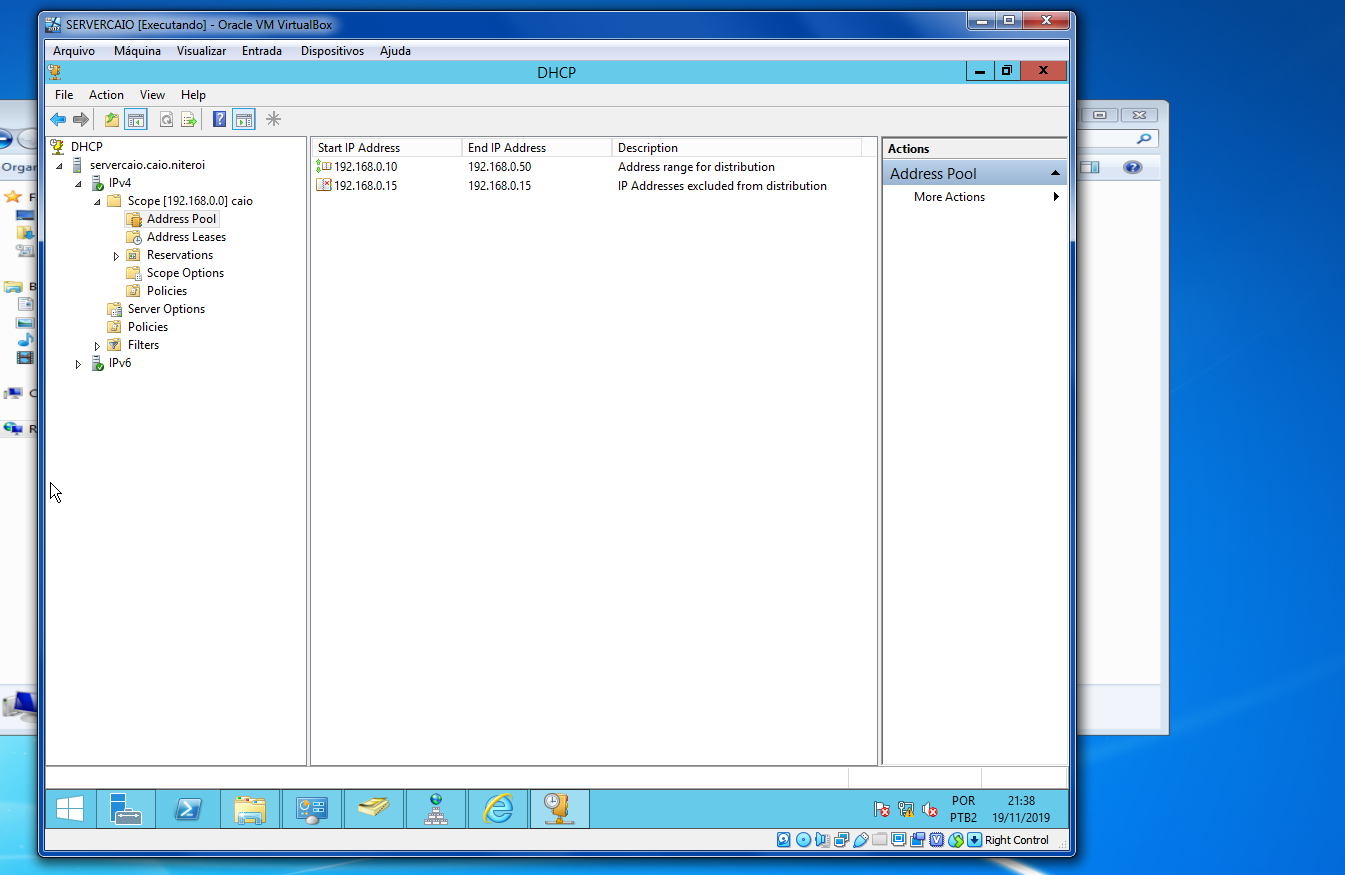 SERVERCAIO [Executando] - Oracle VM VirtualBox
Arquivo Máquina Visualizar Entrada Dispositivos Ajuda
DHCP
File Action View Help
DHCP
servercaio.caio.niteroi
IPv4
Scope [192.168.0.0] caio
Address Pool
Address Leases
Reservations
Scope Options
Policies
Server Options
Policies
Filters
IPv6
Start IP Address End IP Address Description
192.168.0.10 192.168.0.50 Address range for distribution
192.168.0.15 192.168.0.15 IP Addresses excluded from distribution
Actions
Address Pool
More Actions
Organ
POR 21:38
PTB2 19/11/2019
Right Control